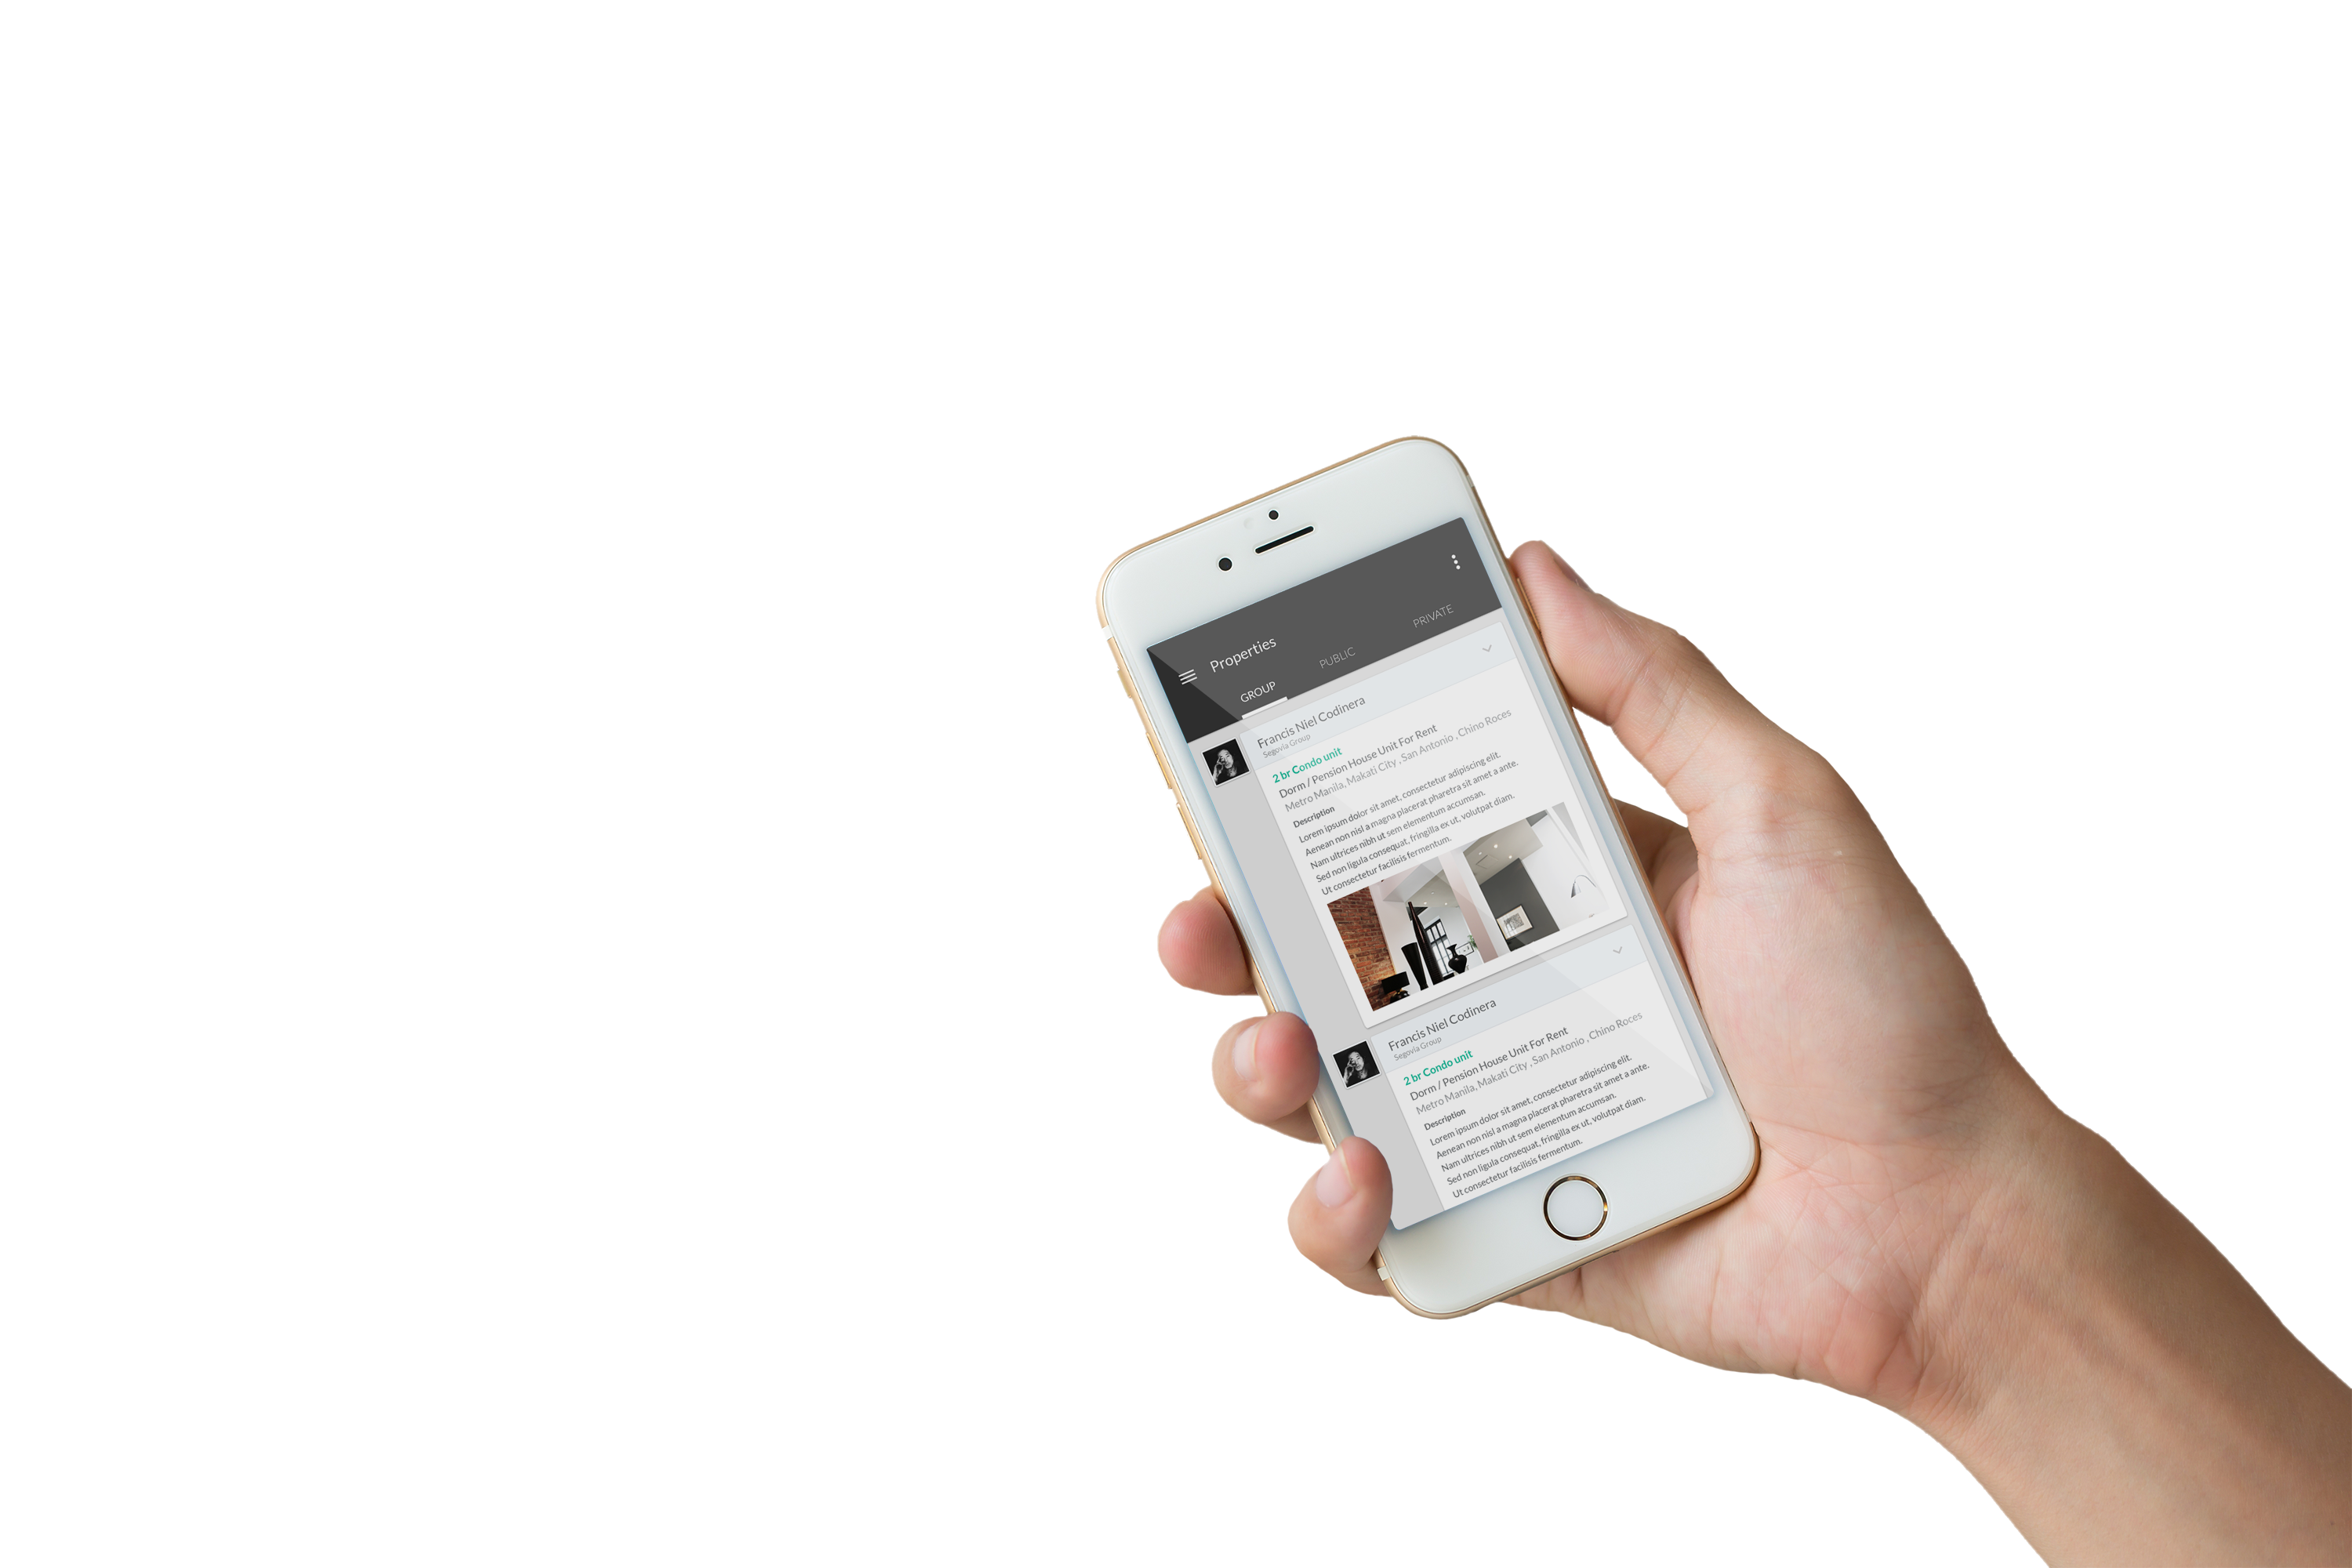 Properties
GROUP PUBLIC PRIVATE
Francis Niel Codinera
Segovia Group
2 br Condo unit
Dorm / Pension House Unit For Rent
Metro Manila, Makati City , San Antonio , Chino Roces
Description
Lorem ipsum dolor sit amet, consectetur adipiscing elit.
Aenean non nisl a magna placerat pharetra sit amet a ante.
Nam ultrices nibh ut sem elementum accumsan.
Sed non ligula consequat, fringilla ex ut, volutpat diam.
Ut consectetur facilisis fermentum.
Francis Niel Codinera
Segovia Group
2 br Condo unit
Dorm / Pension House Unit For Rent
Metro Manila, Makati City , San Antonio , Chino Roces
Description
Lorem ipsum dolor sit amet, consectetur adipiscing elit.
Aenean non nisl a magna placerat pharetra sit amet a ante.
Nam ultrices nibh ut sem elementum accumsan.
Sed non ligula consequat, fringilla ex ut, volutpat diam.
Ut consectetur facilisis fermentum.